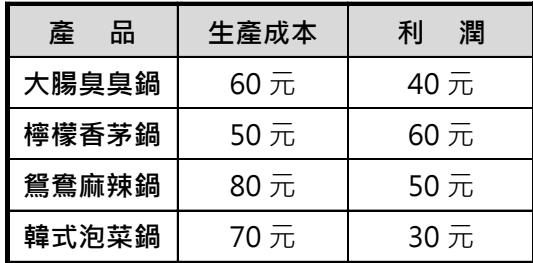 產 品 生產成本 利 潤
大腸臭臭鍋 60 元 40 元
檸檬香茅鍋 50 元 60 元
鴛鴦麻辣鍋 80 元 50 元
韓式泡菜鍋 70 元 30 元